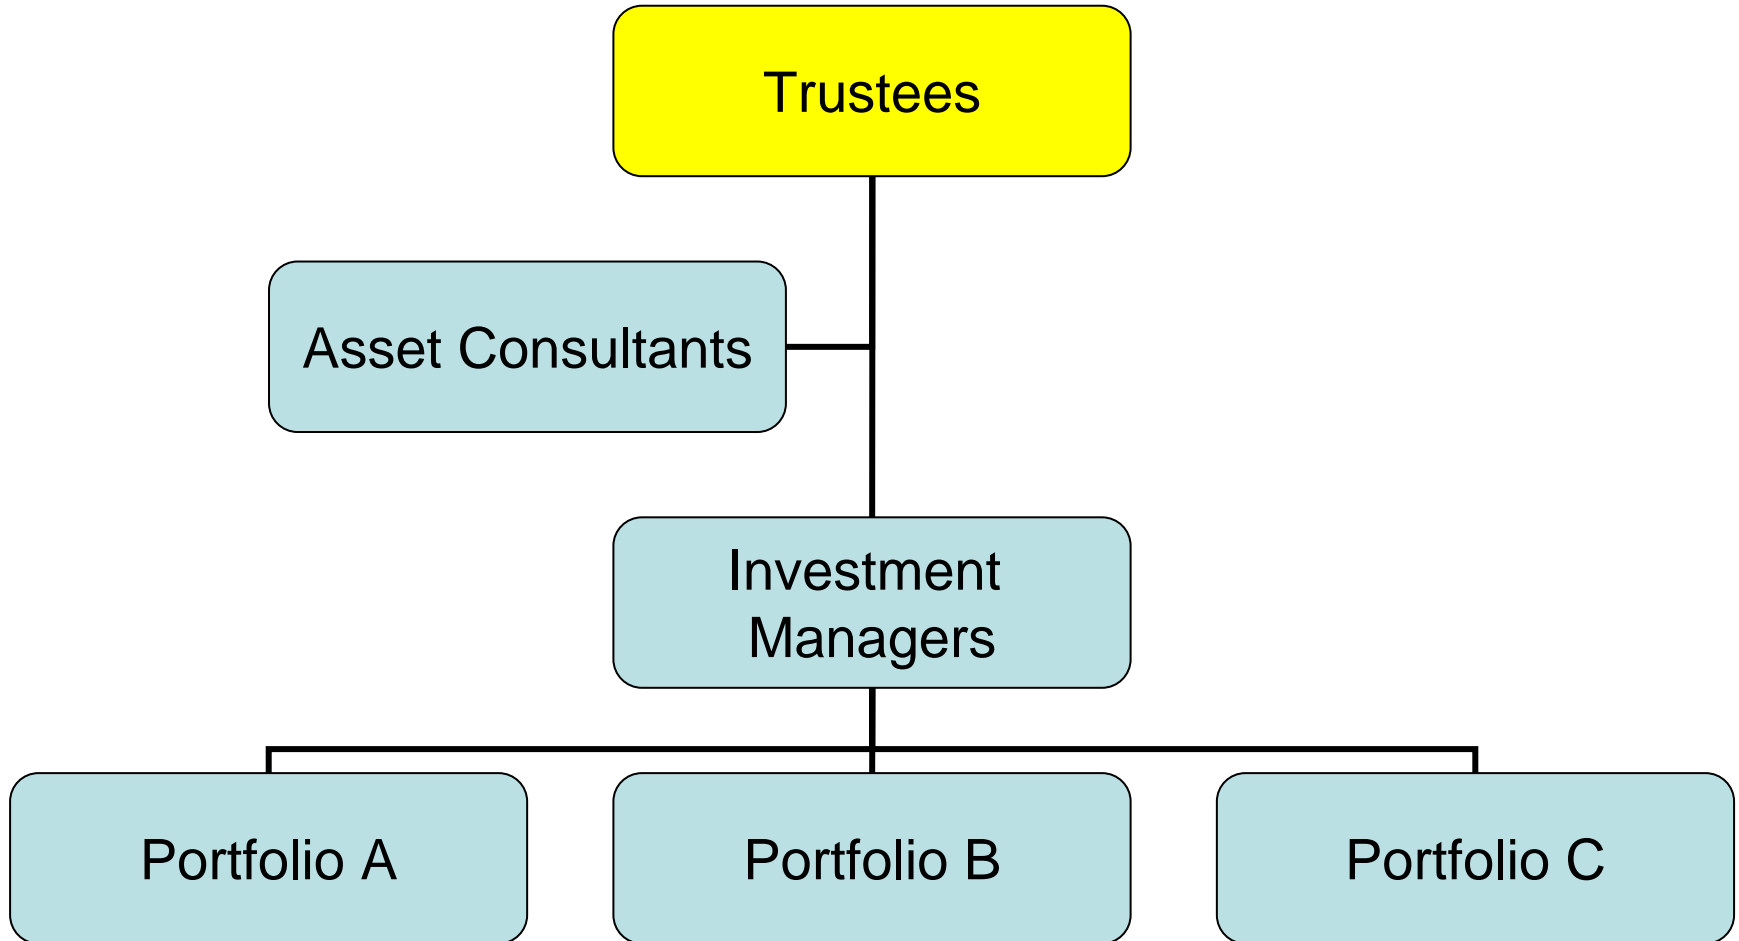 Trustees
Asset Consultants
Investment
Managers
Portfolio A
Portfolio B
Portfolio C